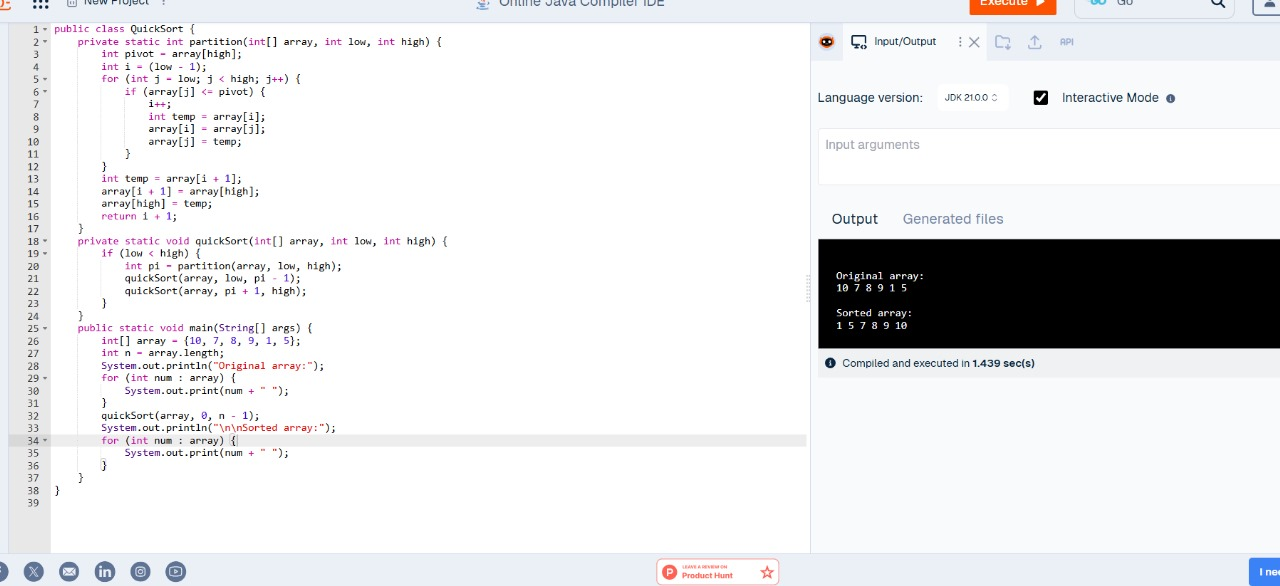 New Project
Online Java Compiler IDE
Execute
Go
1 public class QuickSort {
2 private static int partition(int[] array, int low, int high) {
3 int pivot = array[high];
4 int i = (low - 1);
5 for (int j = low; j < high; j++) {
6 if (array[j] <= pivot) {
7 i++;
8 int temp = array[i];
9 array[i] = array[j];
10 array[j] = temp;
11 }
12 }
13 int temp = array[i + 1];
14 array[i + 1] = array[high];
15 array[high] = temp;
16 return i + 1;
17 }
18 private static void quickSort(int[] array, int low, int high) {
19 if (low < high) {
20 int pi = partition(array, low, high);
21 quickSort(array, low, pi - 1);
22 quickSort(array, pi + 1, high);
23 }
24 }
25 public static void main(String[] args) {
26 int[] array = {10, 7, 8, 9, 1, 5};
27 int n = array.length;
28 System.out.println("Original array:");
29 for (int num : array) {
30 System.out.print(num + " ");
31 }
32 quickSort(array, 0, n - 1);
33 System.out.println("\n\nSorted array:");
34 for (int num : array) {
35 System.out.print(num + " ");
36 }
37 }
38 }
39
Input/Output
API
Language version:
JDK 21.0.0
Interactive Mode
Input arguments
Output
Generated files
Original array:
10 7 8 9 1 5
Sorted array:
1 5 7 8 9 10
Compiled and executed in 1.439 sec(s)
LEAVE A REVIEW ON
Product Hunt
I